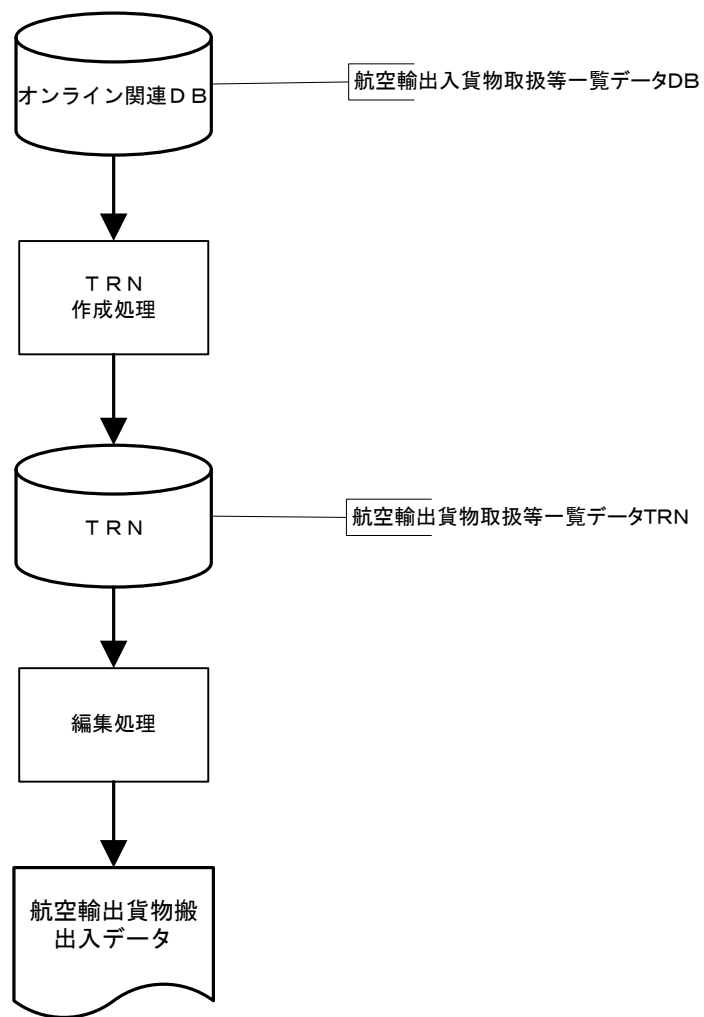 オンライン関連ＤＢ
航空輸出入貨物取扱等一覧データDB
ＴＲＮ
作成処理
ＴＲＮ
航空輸出貨物取扱等一覧データTRN
編集処理
航空輸出貨物搬
出入データ